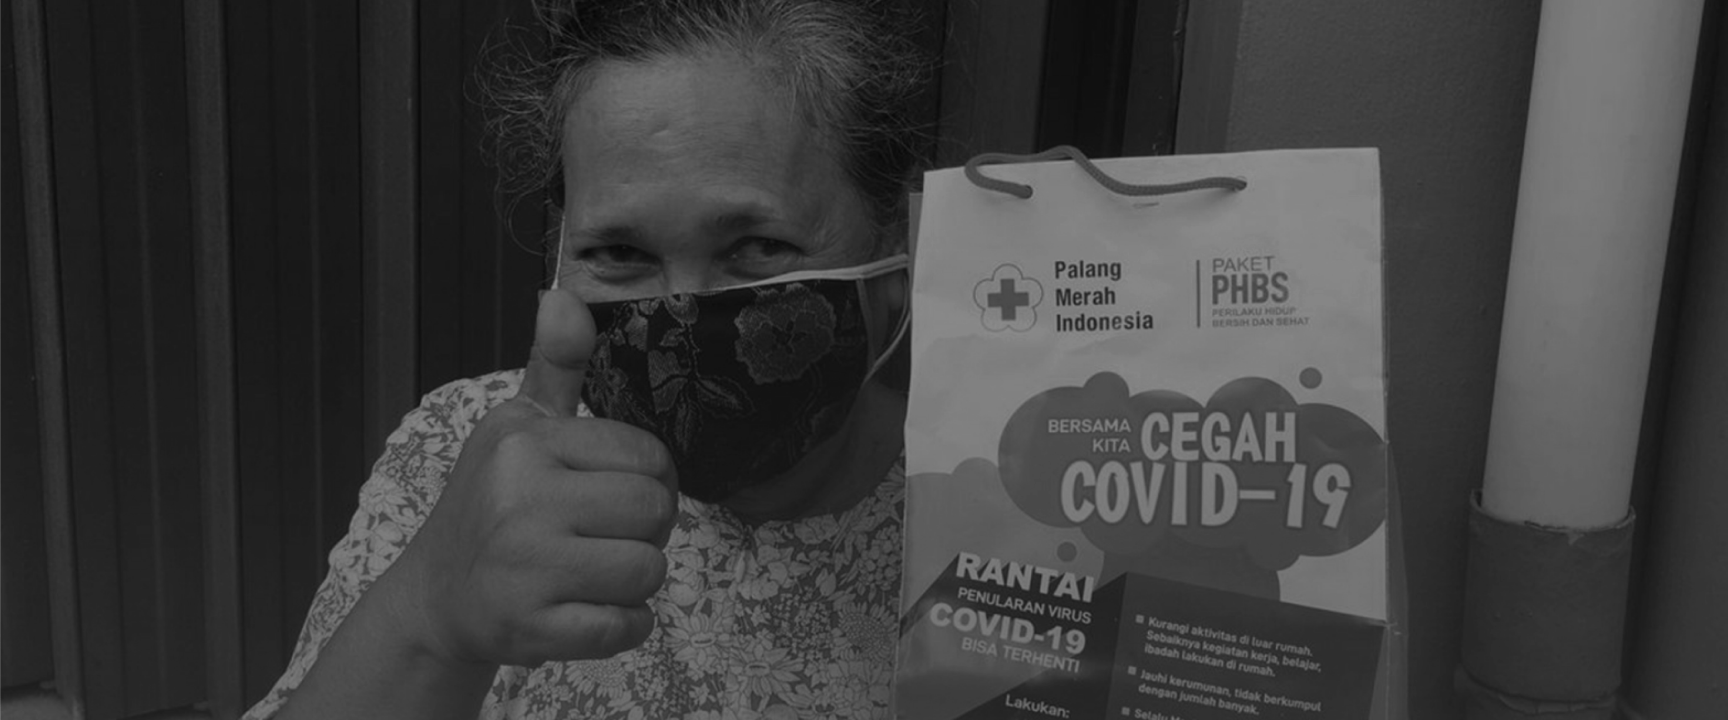 Palang
Merah
Indonesia
PAKET
PHBS
PERILAKU HIDUP
BERSIH DAN SEHAT
BERSAMA
KITA
CEGAH
COVID-19
RANTAI
PENULARAN VIRUS
COVID-19
BISA TERHENTI
Lakukan:
Kurangi aktivitas di luar rumah.
Sebaiknya kegiatan kerja, belajar,
ibadah lakukan di rumah.
Jauhi kerumunan, tidak berkumpul
dengan jumlah banyak.
Selalu